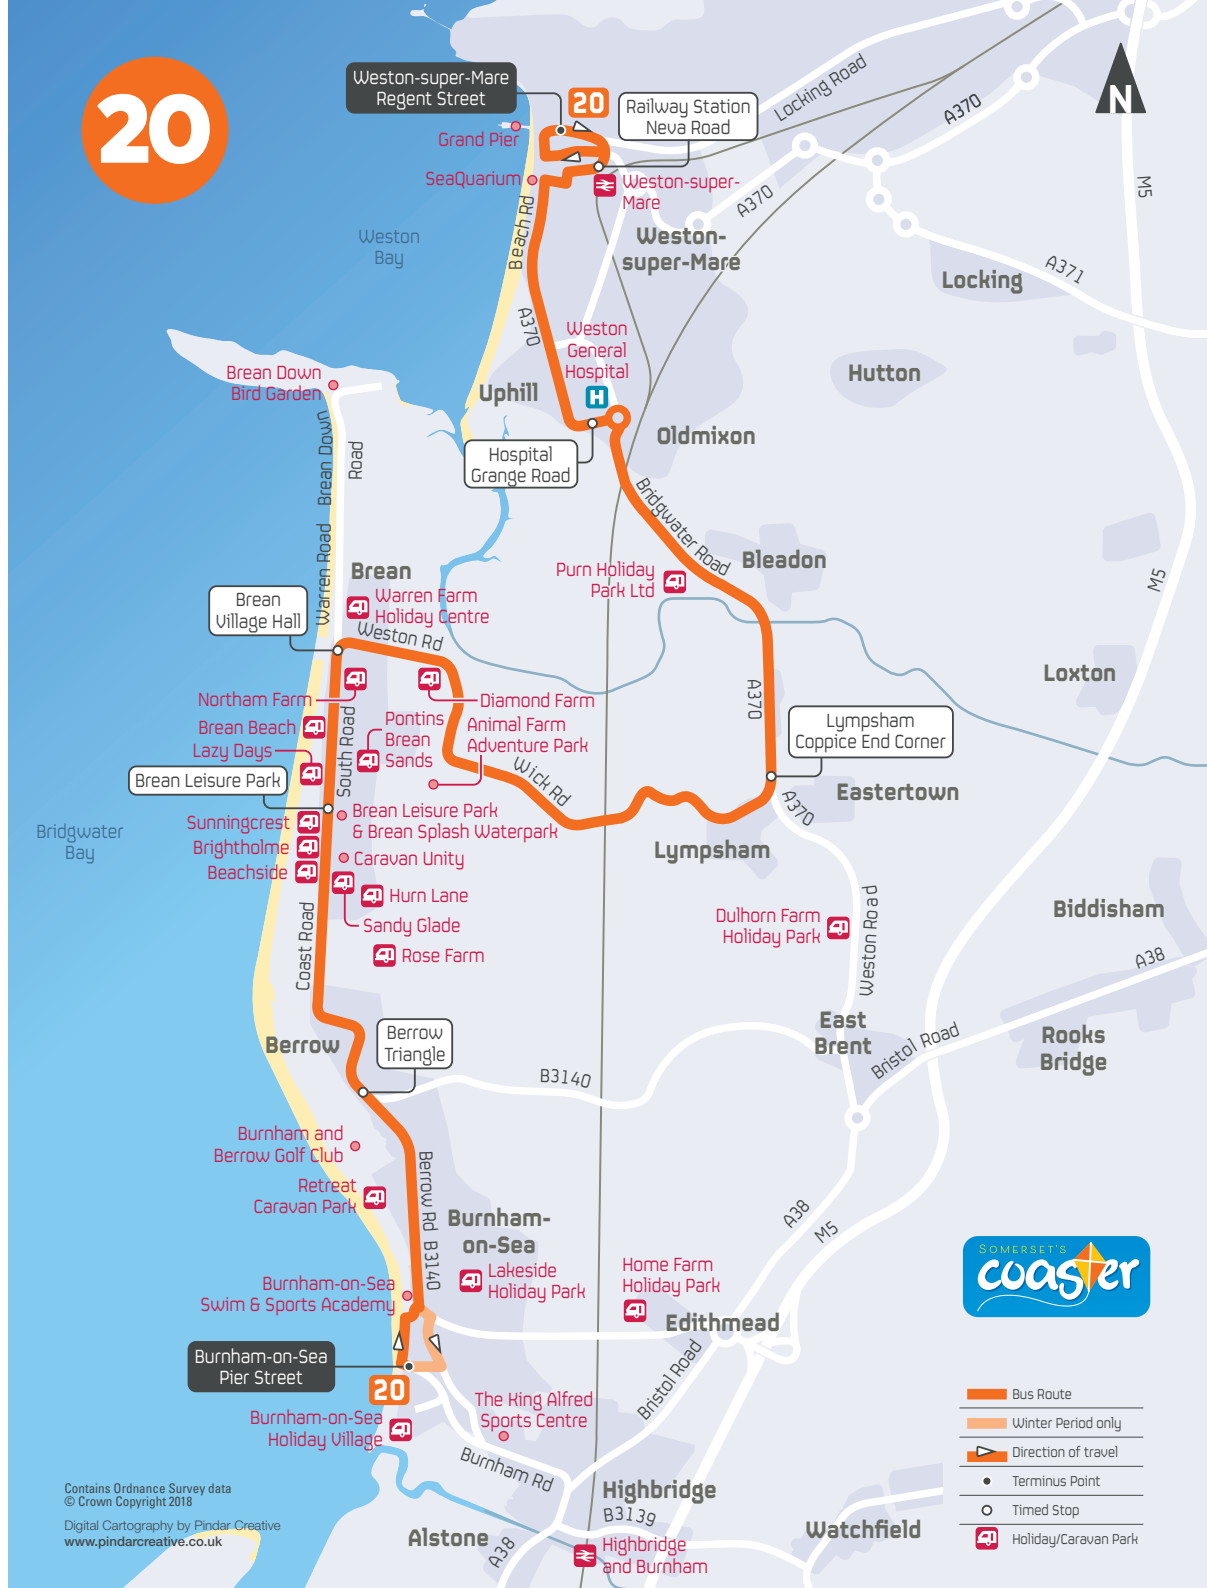 20
Weston-super-Mare
Regent Street
20
Railway Station
Neva Road
Locking Road
A370
N
Grand Pier
SeaQuarium
Weston-super-
Mare
A370
M5
Beach Rd
Weston
Bay
Weston-
super-Mare
Locking
A371
A370
Weston
General
Hospital
H
Brean Down
Bird Garden
Uphill
Hutton
Oldmixon
Brean Down
Road
Hospital
Grange Road
Bridgwater Road
Warren Road
Bleadon
M5
Brean
Purn Holiday
Park Ltd
Brean
Village Hall
Warren Farm
Holiday Centre
Weston Rd
Loxton
Northam Farm
Diamond Farm
A370
Brean Beach
Lazy Days
South Road
Pontins
Brean
Sands
Animal Farm
Adventure Park
Lympsham
Coppice End Corner
Wick Rd
Brean Leisure Park
Eastertown
A370
Brean Leisure Park
& Brean Splash Waterpark
Sunningcrest
Brightholme
Beachside
Bridgwater
Bay
Caravan Unity
Lympsham
Hurn Lane
Sandy Glade
Rose Farm
Coast Road
Dulhorn Farm
Holiday Park
Weston Road
Biddisham
A38
Berrow
Berrow
Triangle
East
Brent
Bristol Road
Rooks
Bridge
B3140
Burnham and
Berrow Golf Club
Retreat
Caravan Park
Berrow Rd
B3140
Burnham-
on-Sea
Lakeside
Holiday Park
A38
M5
Home Farm
Holiday Park
Somerset's
coaster
Burnham-on-Sea
Swim & Sports Academy
Edithmead
Burnham-on-Sea
Pier Street
20
Bristol Road
The King Alfred
Sports Centre
Burnham-on-Sea
Holiday Village
Burnham Rd
Highbridge
B3139
Highbridge
and Burnham
Alstone
A38
Watchfield
Bus Route
Winter Period only
Direction of travel
Terminus Point
Timed Stop
Holiday/Caravan Park
Contains Ordnance Survey data
© Crown Copyright 2018
Digital Cartography by Pindar Creative
www.pindarcreative.co.uk